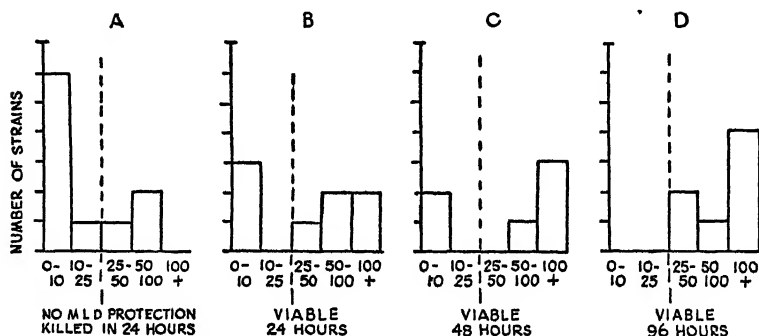 A B C D
NUMBER OF STRAINS
0- 10- 25- 50 100
10 25 50 100 +
0- 10- 25- 50- 100
10 25 50 100 +
0- 10- 25- 50- 100
10 25 50 100 +
0- 10- 25- 50- 100
10 25 50 100 +
NO MLD PROTECTION
KILLED IN 24 HOURS
VIABLE
24 HOURS
VIABLE
48 HOURS
VIABLE
96 HOURS